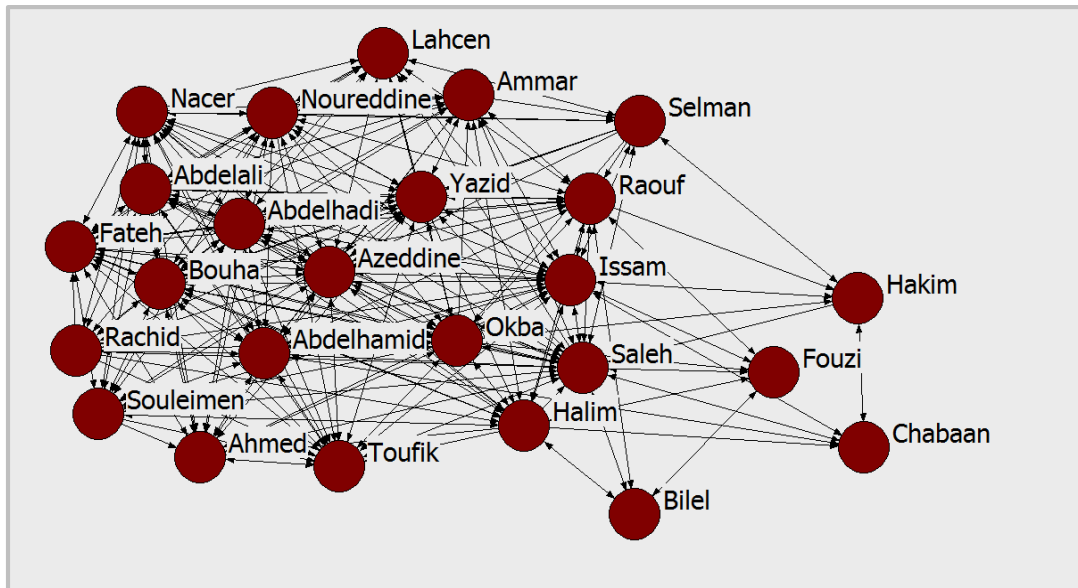 Lahcen
Ammar
Nacer
Noureddine
Selman
Abdelali
Yazid
Raouf
Abdelhadi
Fateh
Azeddine
Issam
Bouha
Hakim
Rachid
Abdelhamid
Okba
Saleh
Fouzi
Souleimen
Halim
Chabaan
Ahmed
Toufik
Bilel